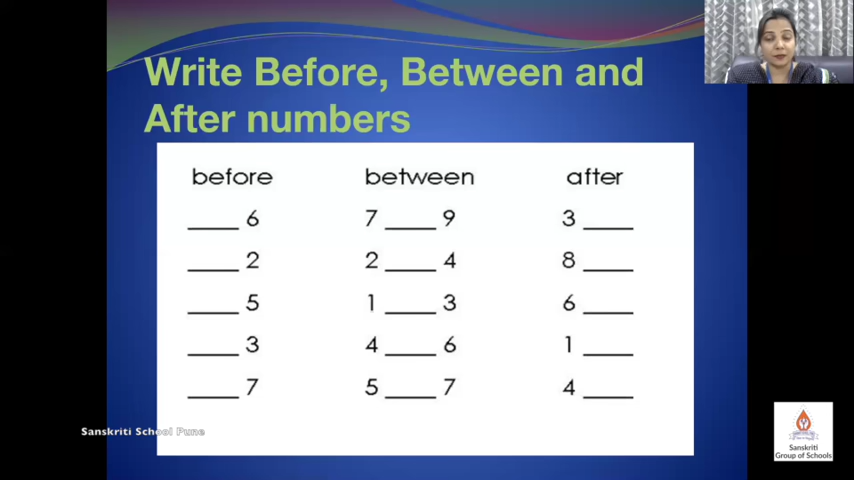 Write Before, Between and
After numbers
before between after
____ 6 7 ____ 9 3 ____
____ 2 2 ____ 4 8 ____
____ 5 1 ____ 3 6 ____
____ 3 4 ____ 6 1 ____
____ 7 5 ____ 7 4 ____
Sanskriti School Pune
Sanskriti
Group of Schools